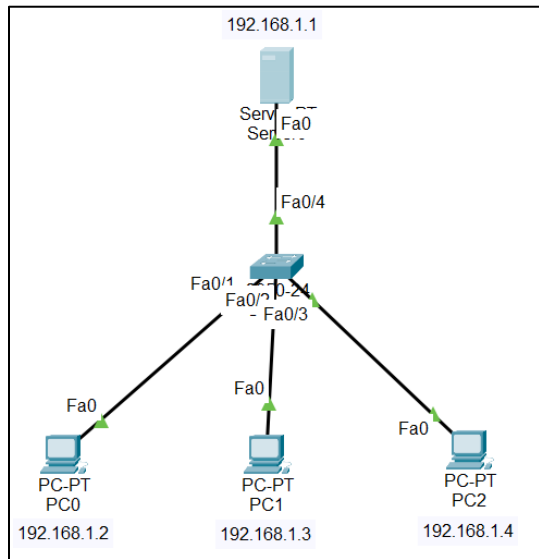 192.168.1.1
Fa0
Fa0/4
Fa0/1
Fa0/2
Fa0/3
Fa0
Fa0
Fa0
PC-PT
PC0
PC-PT
PC1
PC-PT
PC2
192.168.1.2
192.168.1.3
192.168.1.4